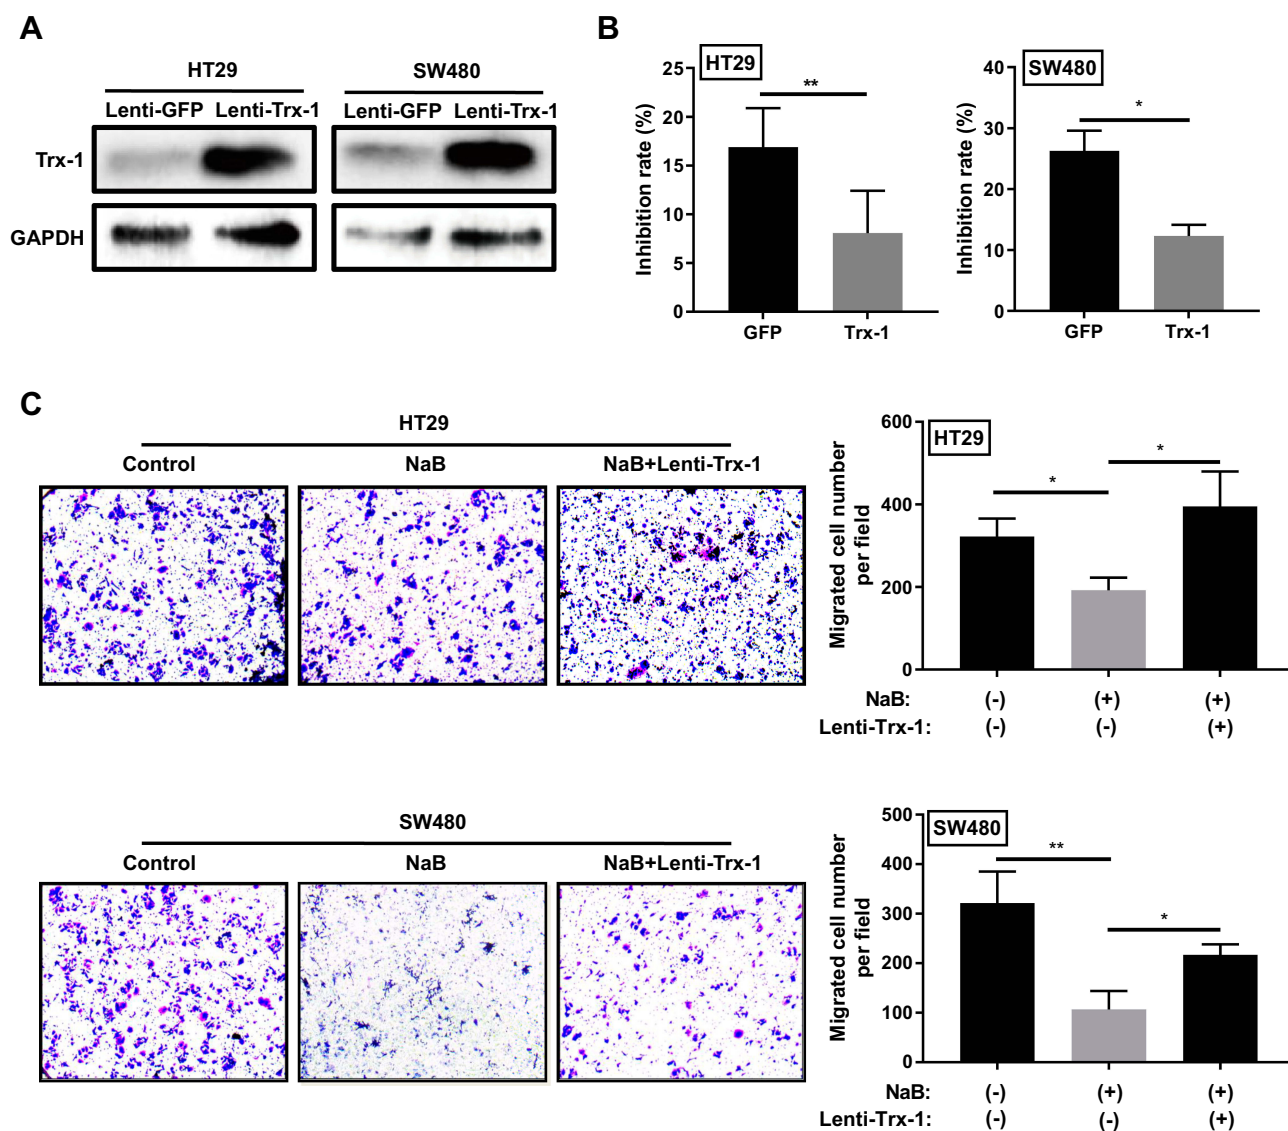 A
HT29
SW480
Lenti-GFP Lenti-Trx-1
Lenti-GFP Lenti-Trx-1
Trx-1
GAPDH
B
HT29
**
Inhibition rate (%)
25
20
15
10
5
0
GFP
Trx-1
SW480
*
Inhibition rate (%)
40
30
20
10
0
GFP
Trx-1
C
HT29
Control
NaB
NaB+Lenti-Trx-1
HT29
*
*
Migrated cell number
per field
600
400
200
0
NaB: (-) (+) (+)
Lenti-Trx-1: (-) (-) (+)
SW480
Control
NaB
NaB+Lenti-Trx-1
SW480
**
*
Migrated cell number
per field
500
400
300
200
100
0
NaB: (-) (+) (+)
Lenti-Trx-1: (-) (-) (+)